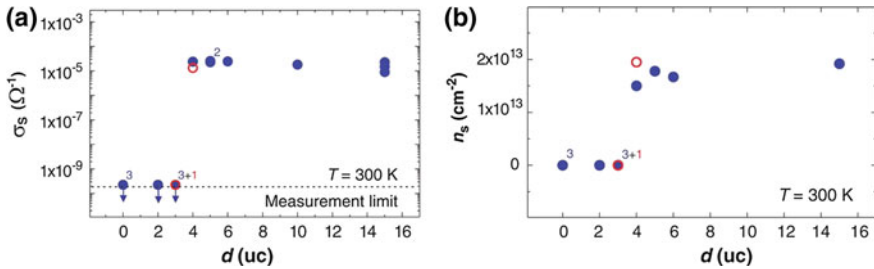 (a)
1x10⁻³
1x10⁻⁵
1x10⁻⁷
1x10⁻⁹
σS (Ω⁻¹)
2
3
3+1
T = 300 K
Measurement limit
0 2 4 6 8 10 12 14 16
d (uc)
(b)
2x10¹³
1x10¹³
0
ns (cm⁻²)
3
3+1
T = 300 K
0 2 4 6 8 10 12 14 16
d (uc)